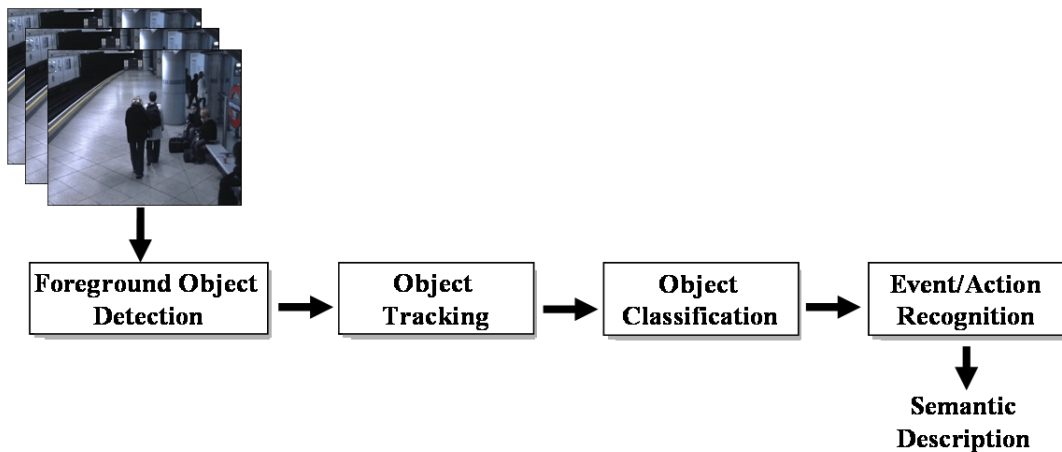 Foreground Object
Detection
Object
Tracking
Object
Classification
Event/Action
Recognition
Semantic
Description